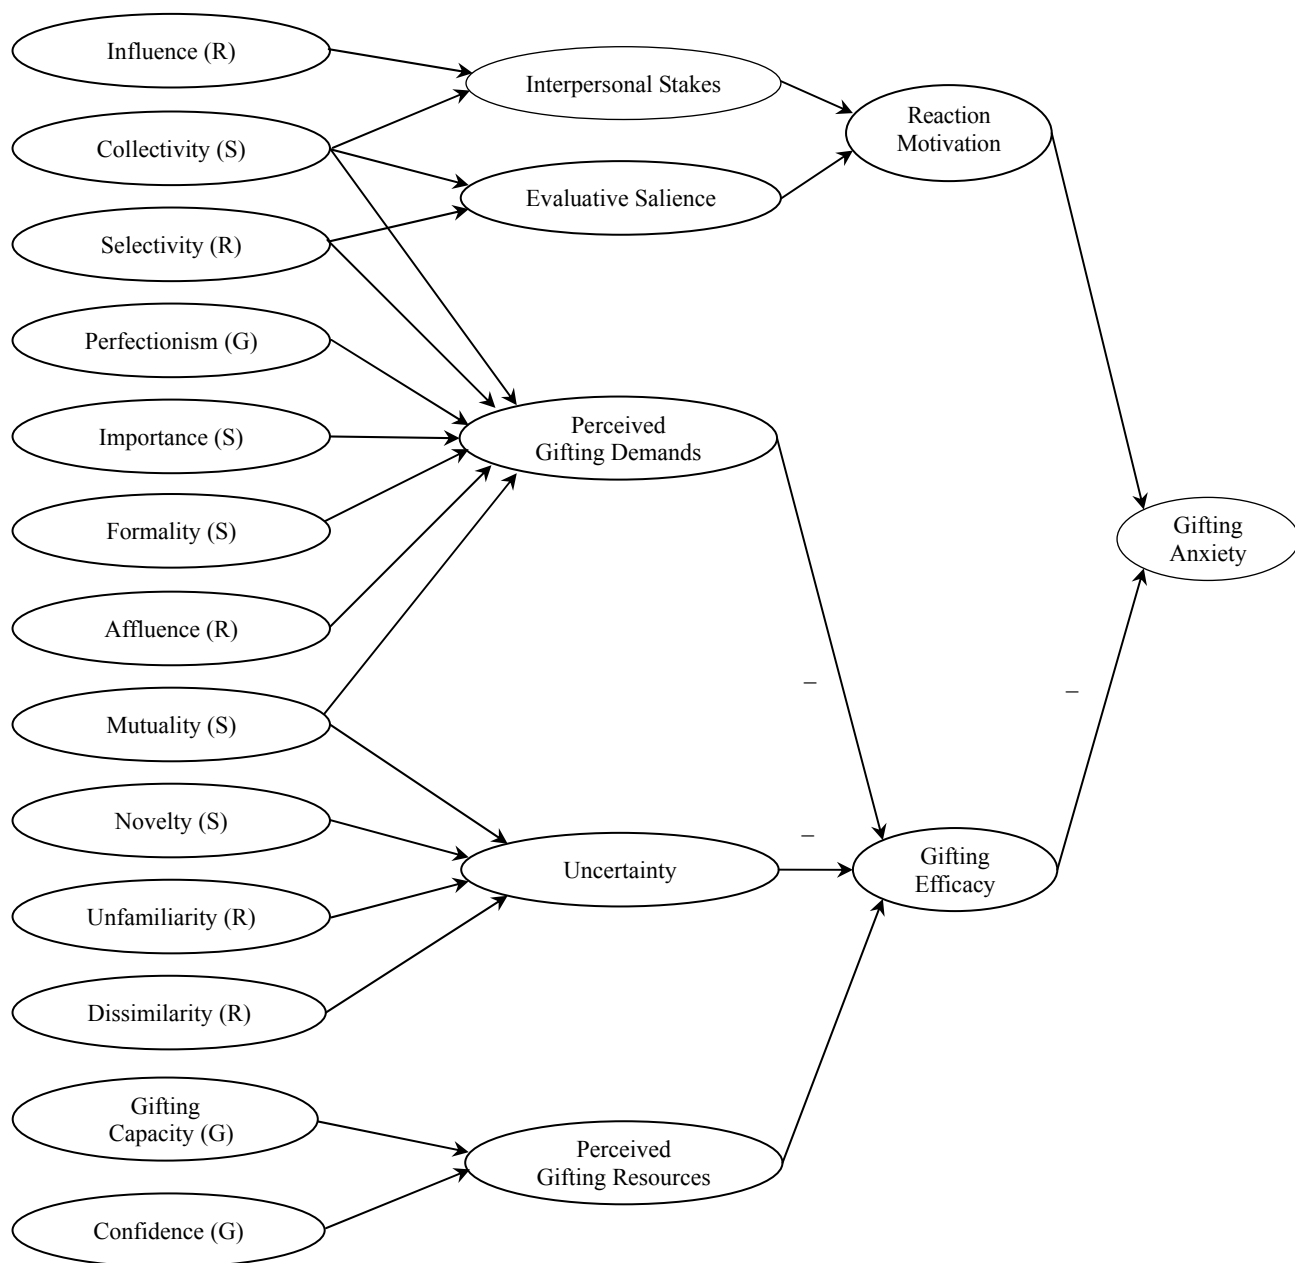 Influence (R)
Collectivity (S)
Selectivity (R)
Perfectionism (G)
Importance (S)
Formality (S)
Affluence (R)
Mutuality (S)
Novelty (S)
Unfamiliarity (R)
Dissimilarity (R)
Gifting
Capacity (G)
Confidence (G)
Interpersonal Stakes
Evaluative Salience
Perceived
Gifting Demands
Uncertainty
Perceived
Gifting Resources
Reaction
Motivation
–
–
Gifting
Efficacy
–
Gifting
Anxiety